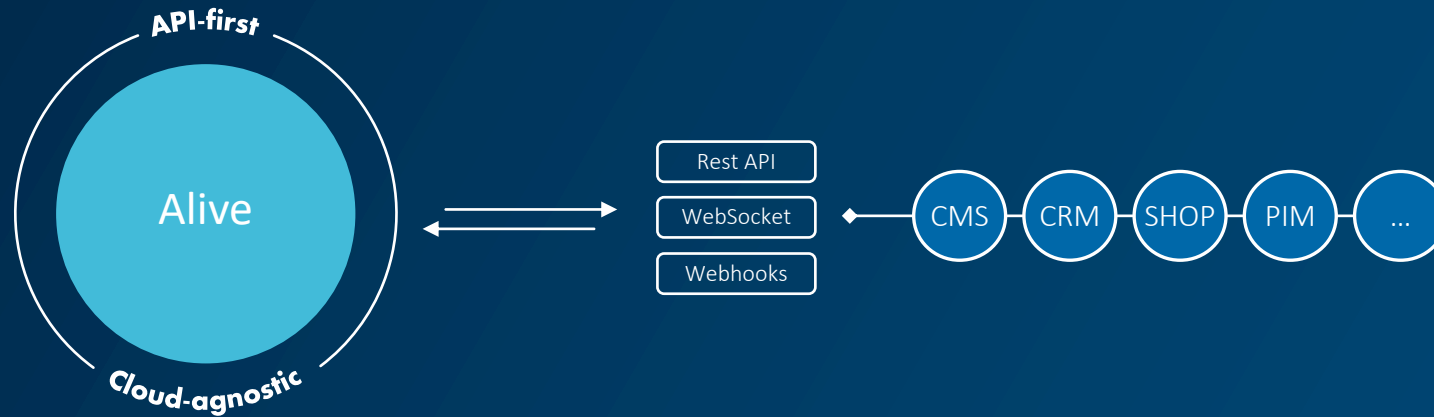 API-first
Alive
Cloud-agnostic
Rest API
WebSocket
Webhooks
CMS CRM SHOP PIM ...